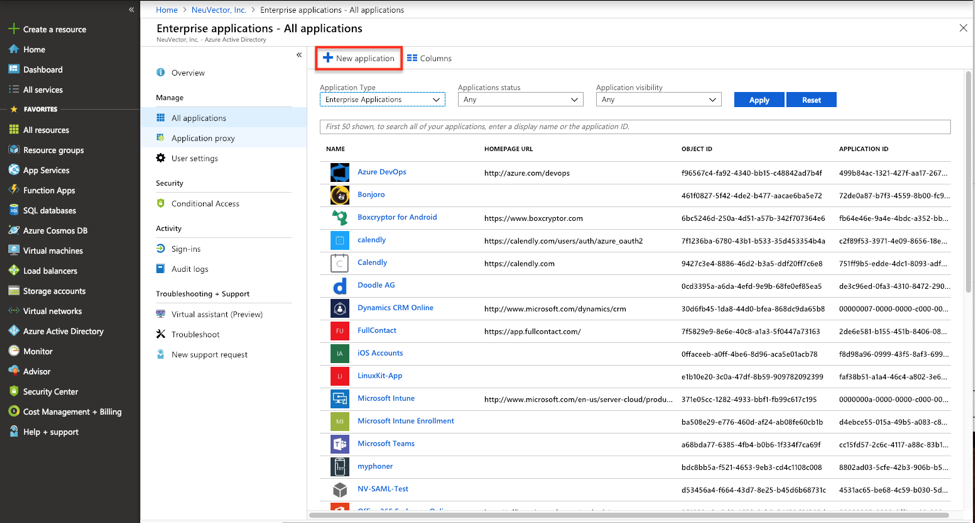 Home > NeuVector, Inc. > Enterprise applications - All applications
Enterprise applications - All applications
NeuVector, Inc. - Azure Active Directory
Create a resource
Home
Dashboard
All services
FAVORITES
All resources
Resource groups
App Services
Function Apps
SQL databases
Azure Cosmos DB
Virtual machines
Load balancers
Storage accounts
Virtual networks
Azure Active Directory
Monitor
Advisor
Security Center
Cost Management + Billing
Help + support
Overview
Manage
All applications
Application proxy
User settings
Security
Conditional Access
Activity
Sign-ins
Audit logs
Troubleshooting + Support
Virtual assistant (Preview)
Troubleshoot
New support request
New application Columns
Application Type Applications status Application visibility
Enterprise Applications Any Any Apply Reset
First 50 shown, to search all of your applications, enter a display name or the application ID.
NAME HOMEPAGE URL OBJECT ID APPLICATION ID
Azure DevOps http://azure.com/devops f96567c4-fa92-4340-bb15-c48842ad7b4f 499b84ac-1321-427f-aa17-267...
Bonjoro 461f0827-5f42-4de2-b477-aacae6ba5e72 72de0a87-b7f3-4559-8b00-fc9...
Boxcryptor for Android https://www.boxcryptor.com 6bc5246d-250a-4d51-a57b-342f707364e6 fb64e46e-9a4e-4bdc-a352-bb...
calendly https://calendly.com/users/auth/azure_oauth2 7f1236ba-6780-43b1-b533-35d453354b4a c2f89f53-3971-4e09-8656-18e...
C Calendly https://calendly.com 9427c3e4-8886-46d2-b3a5-ddf20ff7c6e8 751ff9b5-edde-4dc1-8093-adf...
Doodle AG 0cd3395a-a6da-4efd-9e9b-68fe0ef85ea5 de3c96ed-0fa3-4310-8472-290...
Dynamics CRM Online http://www.microsoft.com/dynamics/crm 30d6fb45-1da8-44d0-bfea-868dc9da65b8 00000007-0000-0000-c000-00...
FU FullContact https://app.fullcontact.com/ 7f5829e9-8e6e-40c8-a1a3-5f0447a73163 2de6e581-b155-451b-8406-08...
IA iOS Accounts 0ffaceeb-a0ff-4be6-8d96-aca5e01acb78 f8d98a96-0999-43f5-8af3-699...
LI LinuxKit-App e1b10e20-3c0a-47df-8b59-909782092399 faf38b51-a1a4-46c4-a802-3e6...
Microsoft Intune http://www.microsoft.com/en-us/server-cloud/produ... 371e05cc-1282-4933-bbf1-fb99c617c195 0000000a-0000-0000-c000-00...
MI Microsoft Intune Enrollment ba508e29-e776-460d-af24-ab08fe60cb1b d4ebce55-015a-49b5-a083-c8...
Microsoft Teams a68bda77-6385-4fb4-b0b6-1f334f7ca69f cc15fd57-2c6c-4117-a88c-83b1...
myphoner bdc8bb5a-f521-4653-9eb3-cd4c1108c008 8802ad03-5cfe-42b3-906b-b5...
NV-SAML-Test d53456a4-f664-43d7-8e25-b45d6b68731c 4531ac65-be68-4c59-b030-5d...